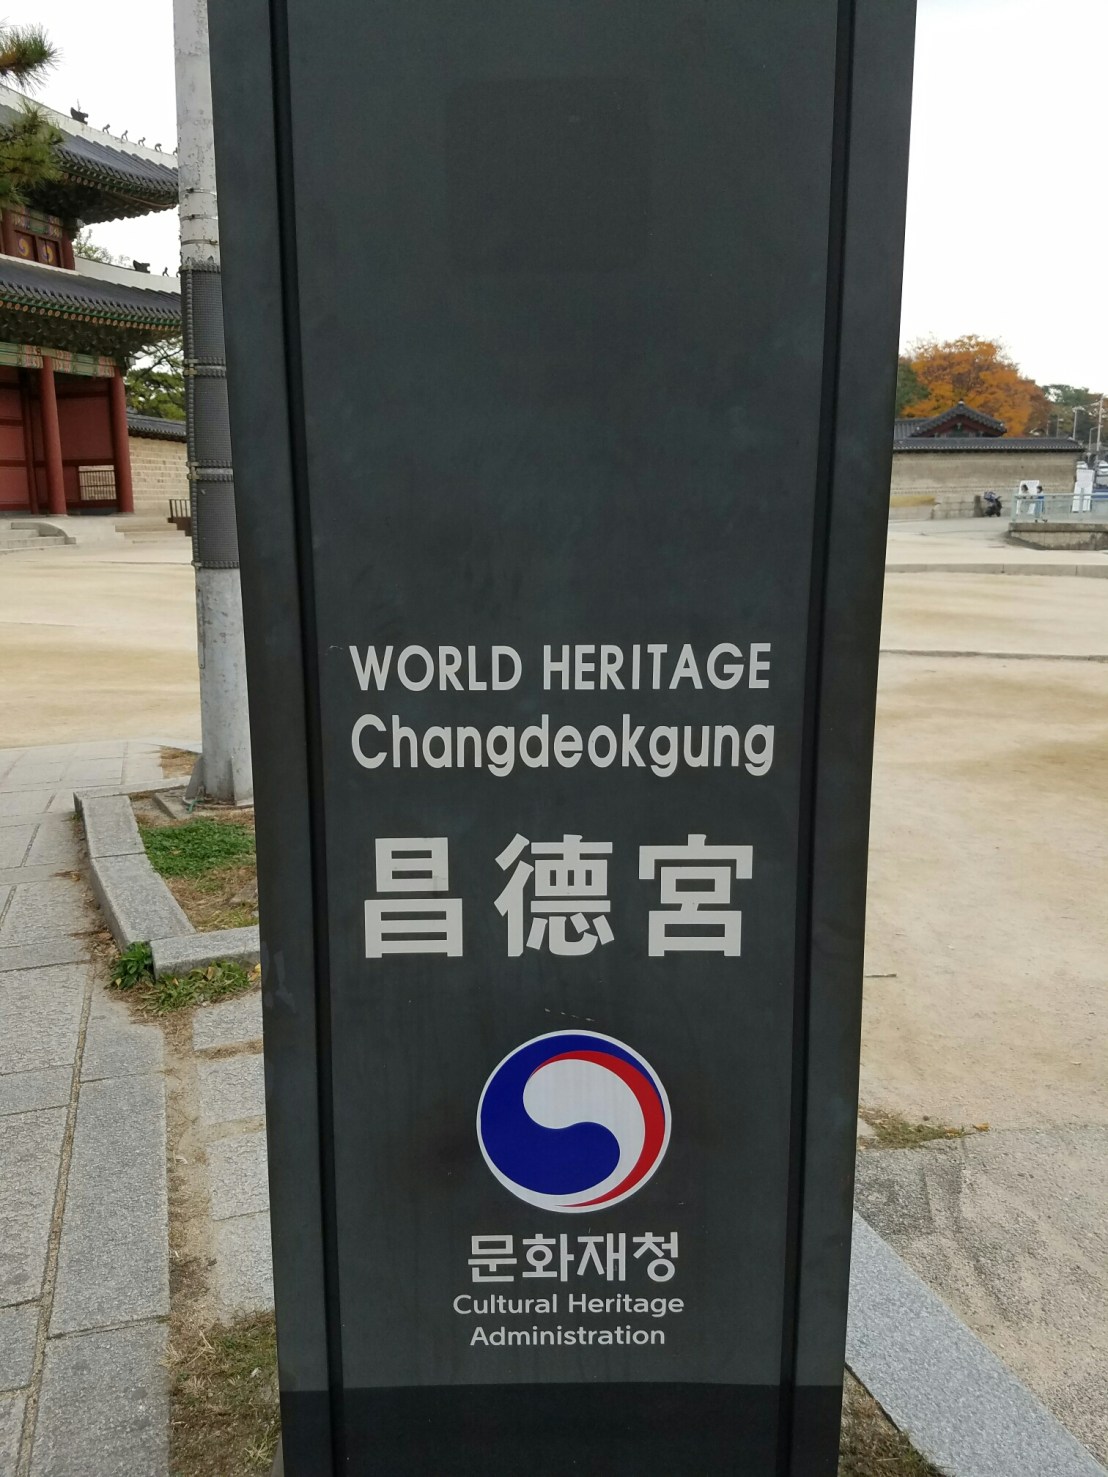 WORLD HERITAGE
Changdeokgung
昌德宮
문화재청
Cultural Heritage
Administration